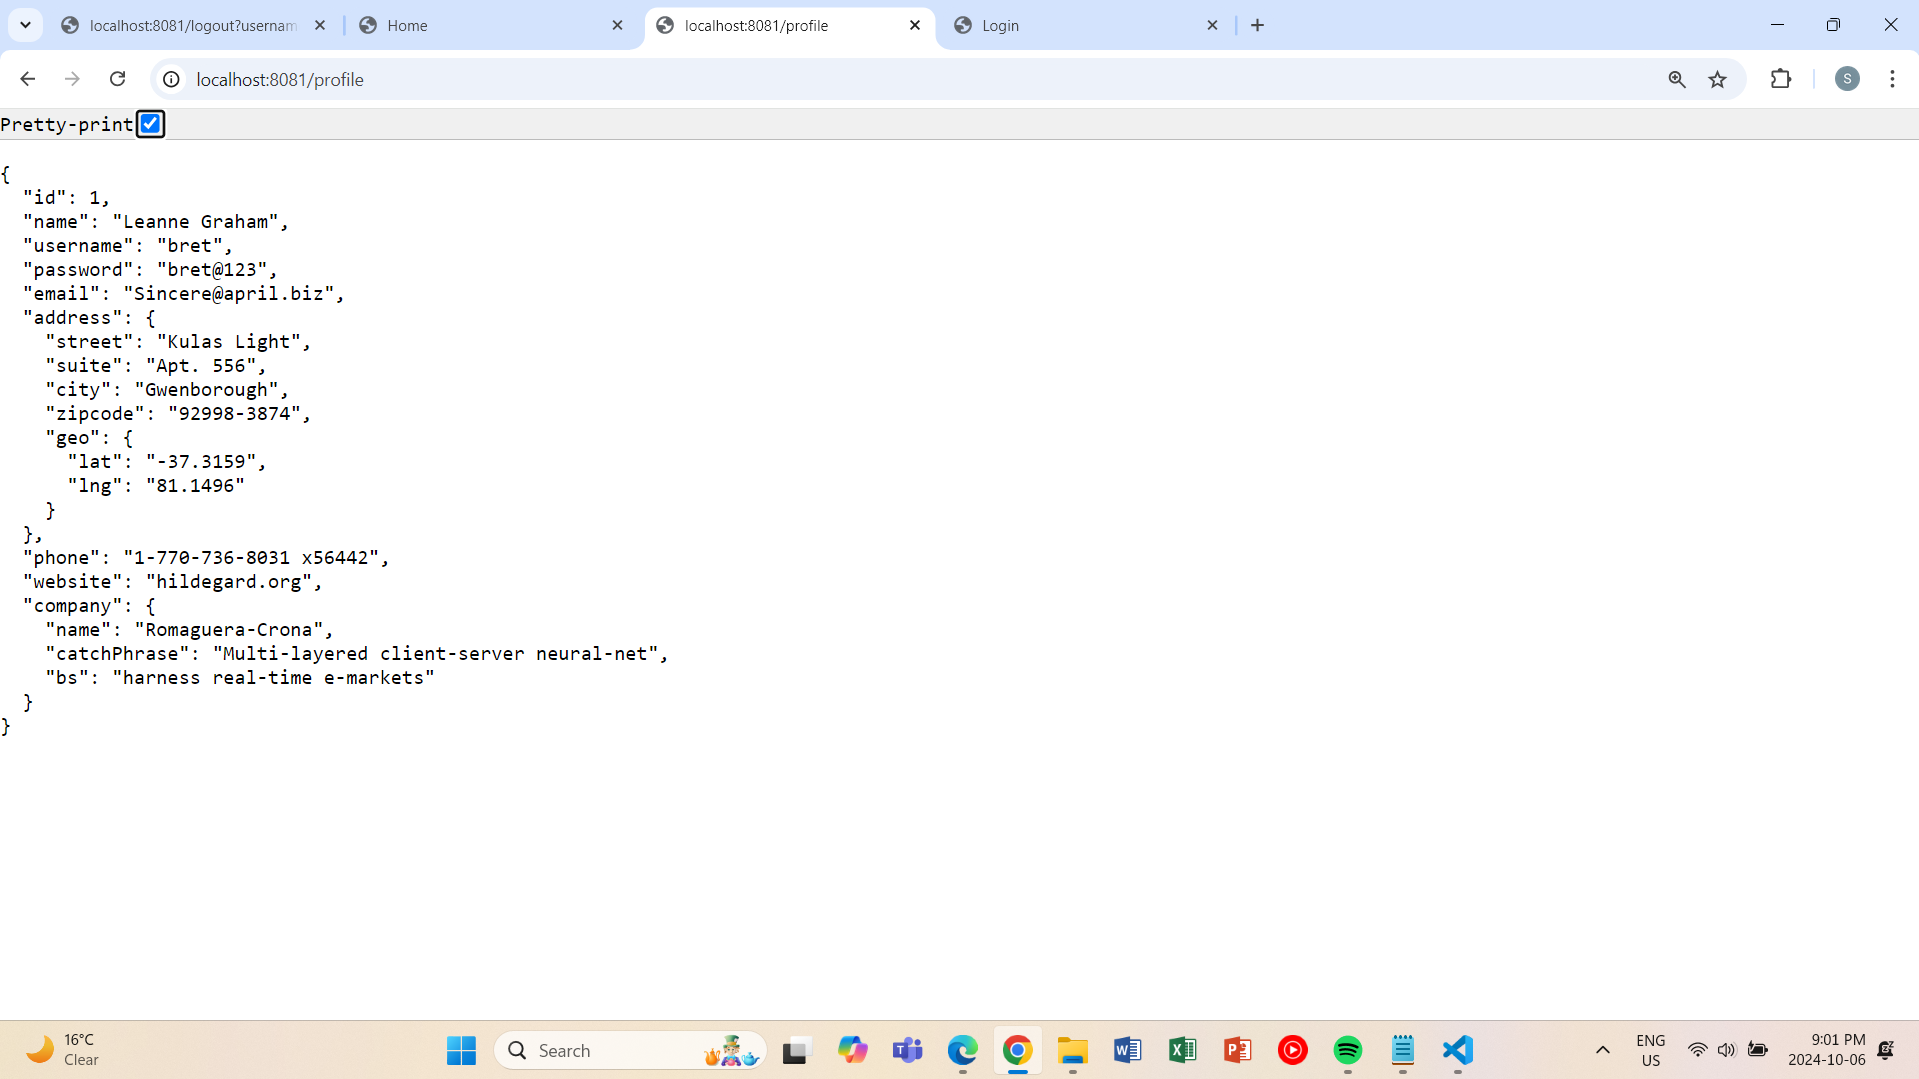 localhost:8081/logout?usernam
Home
localhost:8081/profile
Login
localhost:8081/profile
S
Pretty-print
{
  "id": 1,
  "name": "Leanne Graham",
  "username": "bret",
  "password": "bret@123",
  "email": "Sincere@april.biz",
  "address": {
    "street": "Kulas Light",
    "suite": "Apt. 556",
    "city": "Gwenborough",
    "zipcode": "92998-3874",
    "geo": {
      "lat": "-37.3159",
      "lng": "81.1496"
    }
  },
  "phone": "1-770-736-8031 x56442",
  "website": "hildegard.org",
  "company": {
    "name": "Romaguera-Crona",
    "catchPhrase": "Multi-layered client-server neural-net",
    "bs": "harness real-time e-markets"
  }
}
16°C
Clear
Search
ENG
US
9:01 PM
2024-10-06